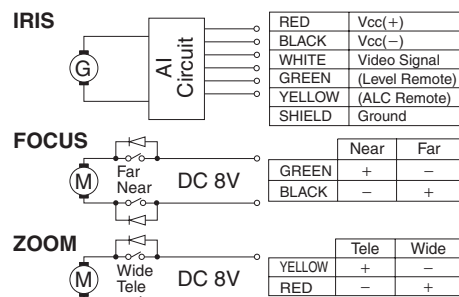 IRIS
G
AI Circuit
RED Vcc(+)
BLACK Vcc(−)
WHITE Video Signal
GREEN (Level Remote)
YELLOW (ALC Remote)
SHIELD Ground
FOCUS
M
Far
Near
DC 8V
Near Far
GREEN + −
BLACK − +
ZOOM
M
Wide
Tele
DC 8V
Tele Wide
YELLOW + −
RED − +